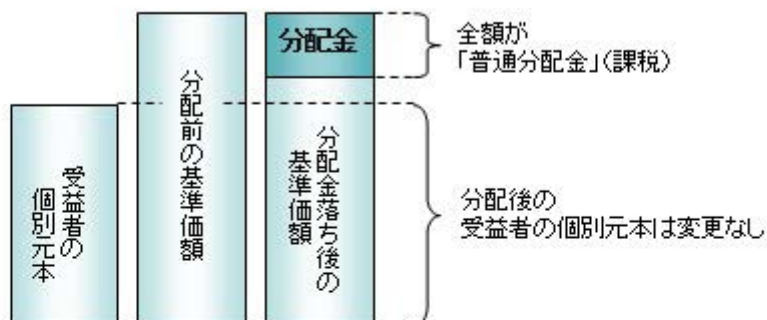 受益者の
個別元本
分配前の基準価額
分配金
分配金落ち後の
基準価額
全額が
「普通分配金」(課税)
分配後の
受益者の個別元本は変更なし